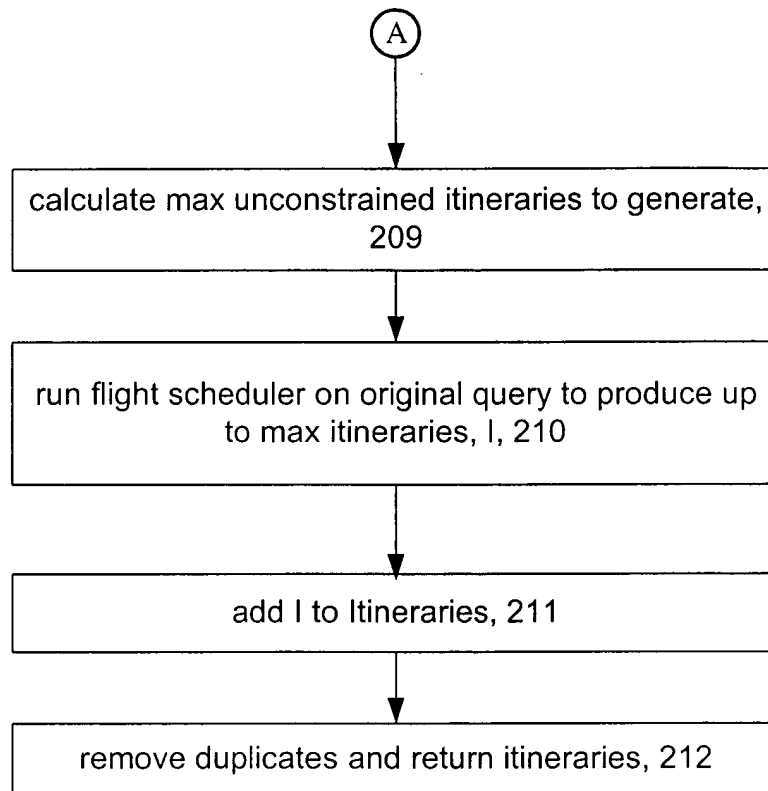 A
calculate max unconstrained itineraries to generate,
209
run flight scheduler on original query to produce up
to max itineraries, I, 210
add I to Itineraries, 211
remove duplicates and return itineraries, 212